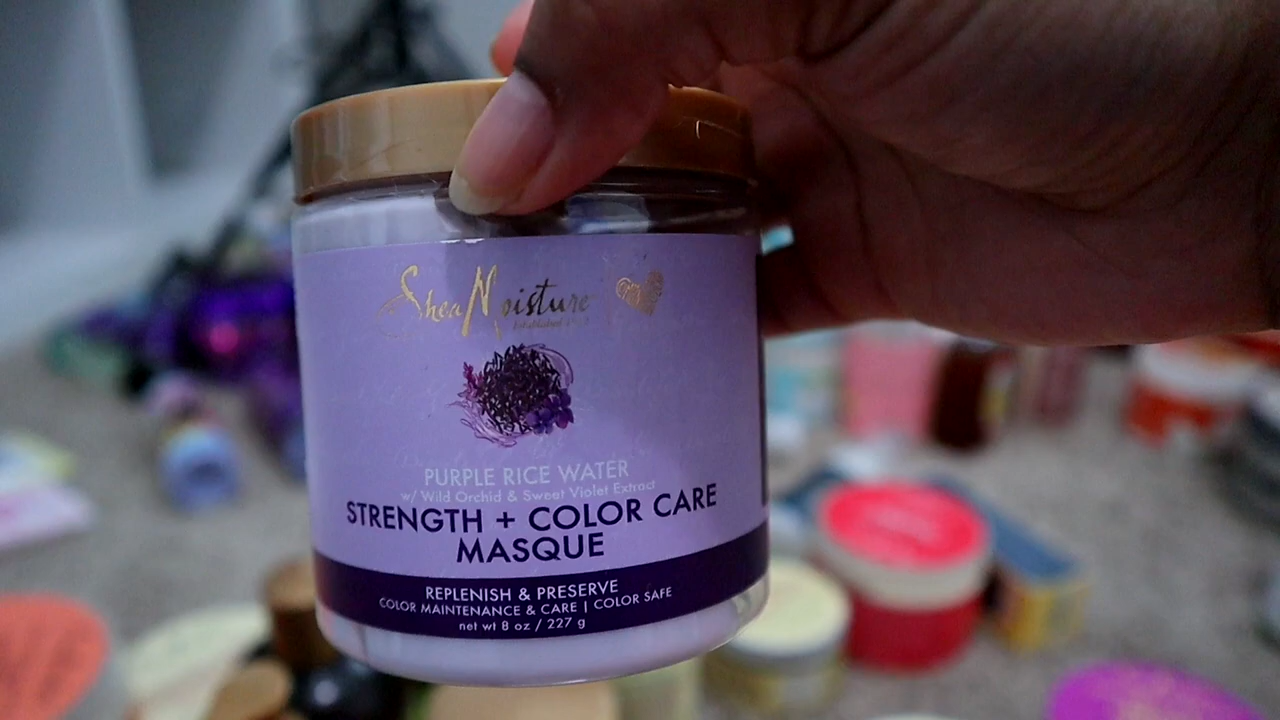 SheaMoisture
PURPLE RICE WATER
w/ Wild Orchid & Sweet Violet Extract
STRENGTH + COLOR CARE
MASQUE
REPLENISH & PRESERVE
COLOR MAINTENANCE & CARE | COLOR SAFE
net wt 8 oz / 227 g